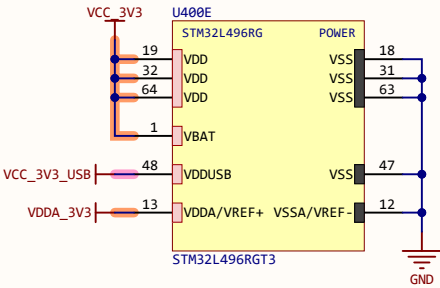 VCC_3V3 U400E
STM32L496RG POWER
19 VDD VSS 18
32 VDD VSS 31
64 VDD VSS 63
1 VBAT
VCC_3V3_USB 48 VDDUSB VSS 47
VDDA_3V3 13 VDDA/VREF+ VSSA/VREF- 12
STM32L496RGT3
GND